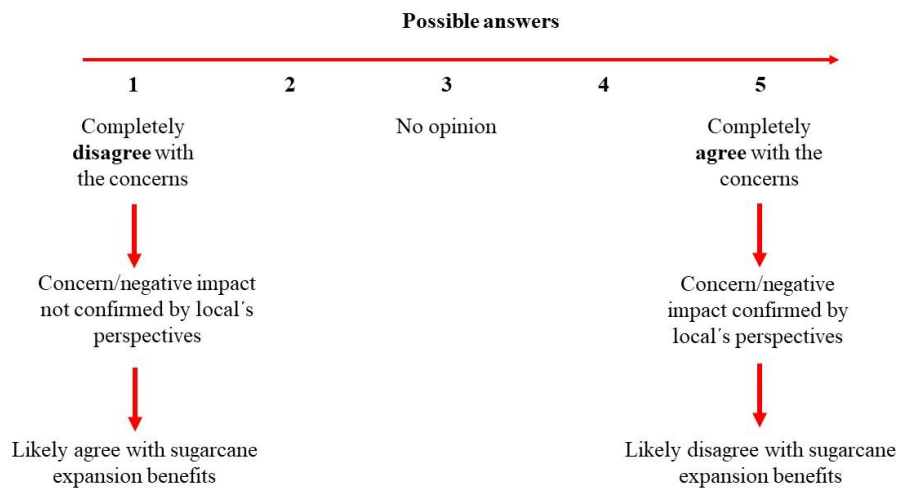 Possible answers
1 2 3 4 5
Completely
disagree with
the concerns
No opinion
Completely
agree with the
concerns
Concern/negative impact
not confirmed by local´s
perspectives
Concern/negative
impact confirmed by
local´s perspectives
Likely agree with sugarcane
expansion benefits
Likely disagree with sugarcane
expansion benefits